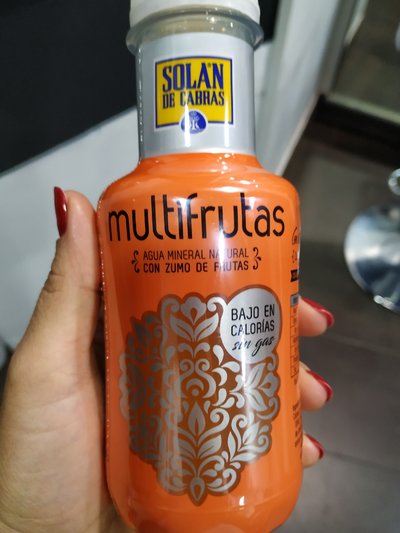 SOLÁN
DE CABRAS
multifrutas
AGUA MINERAL NATURAL
CON ZUMO DE FRUTAS
BAJO EN
CALORÍAS
sin gas